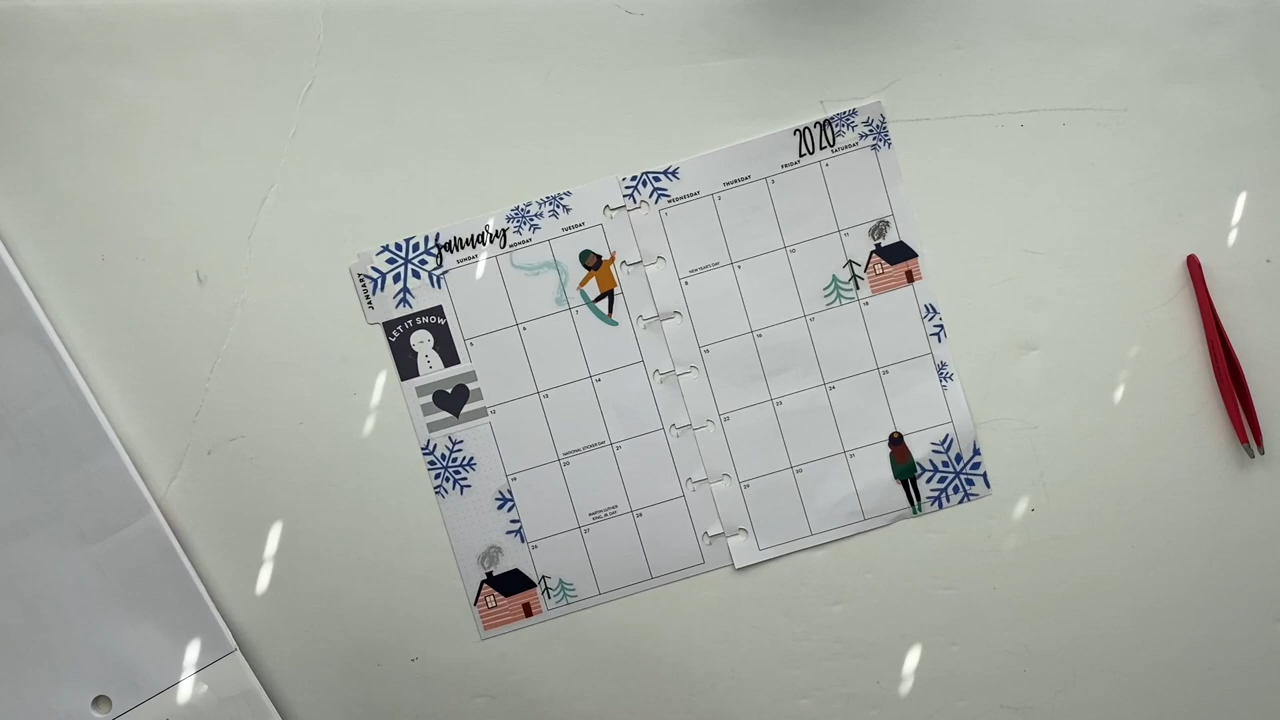 JANUARY
January
SUNDAY MONDAY TUESDAY
LET IT SNOW
5 6 7
12 13 14
NATIONAL STICKER DAY
19 20 21
MARTIN LUTHER
KING, JR. DAY
26 27 28
2020
WEDNESDAY THURSDAY FRIDAY SATURDAY
1 2 3 4
NEW YEAR'S DAY
8 9 10 11
15 16 17 18
22 23 24 25
29 30 31